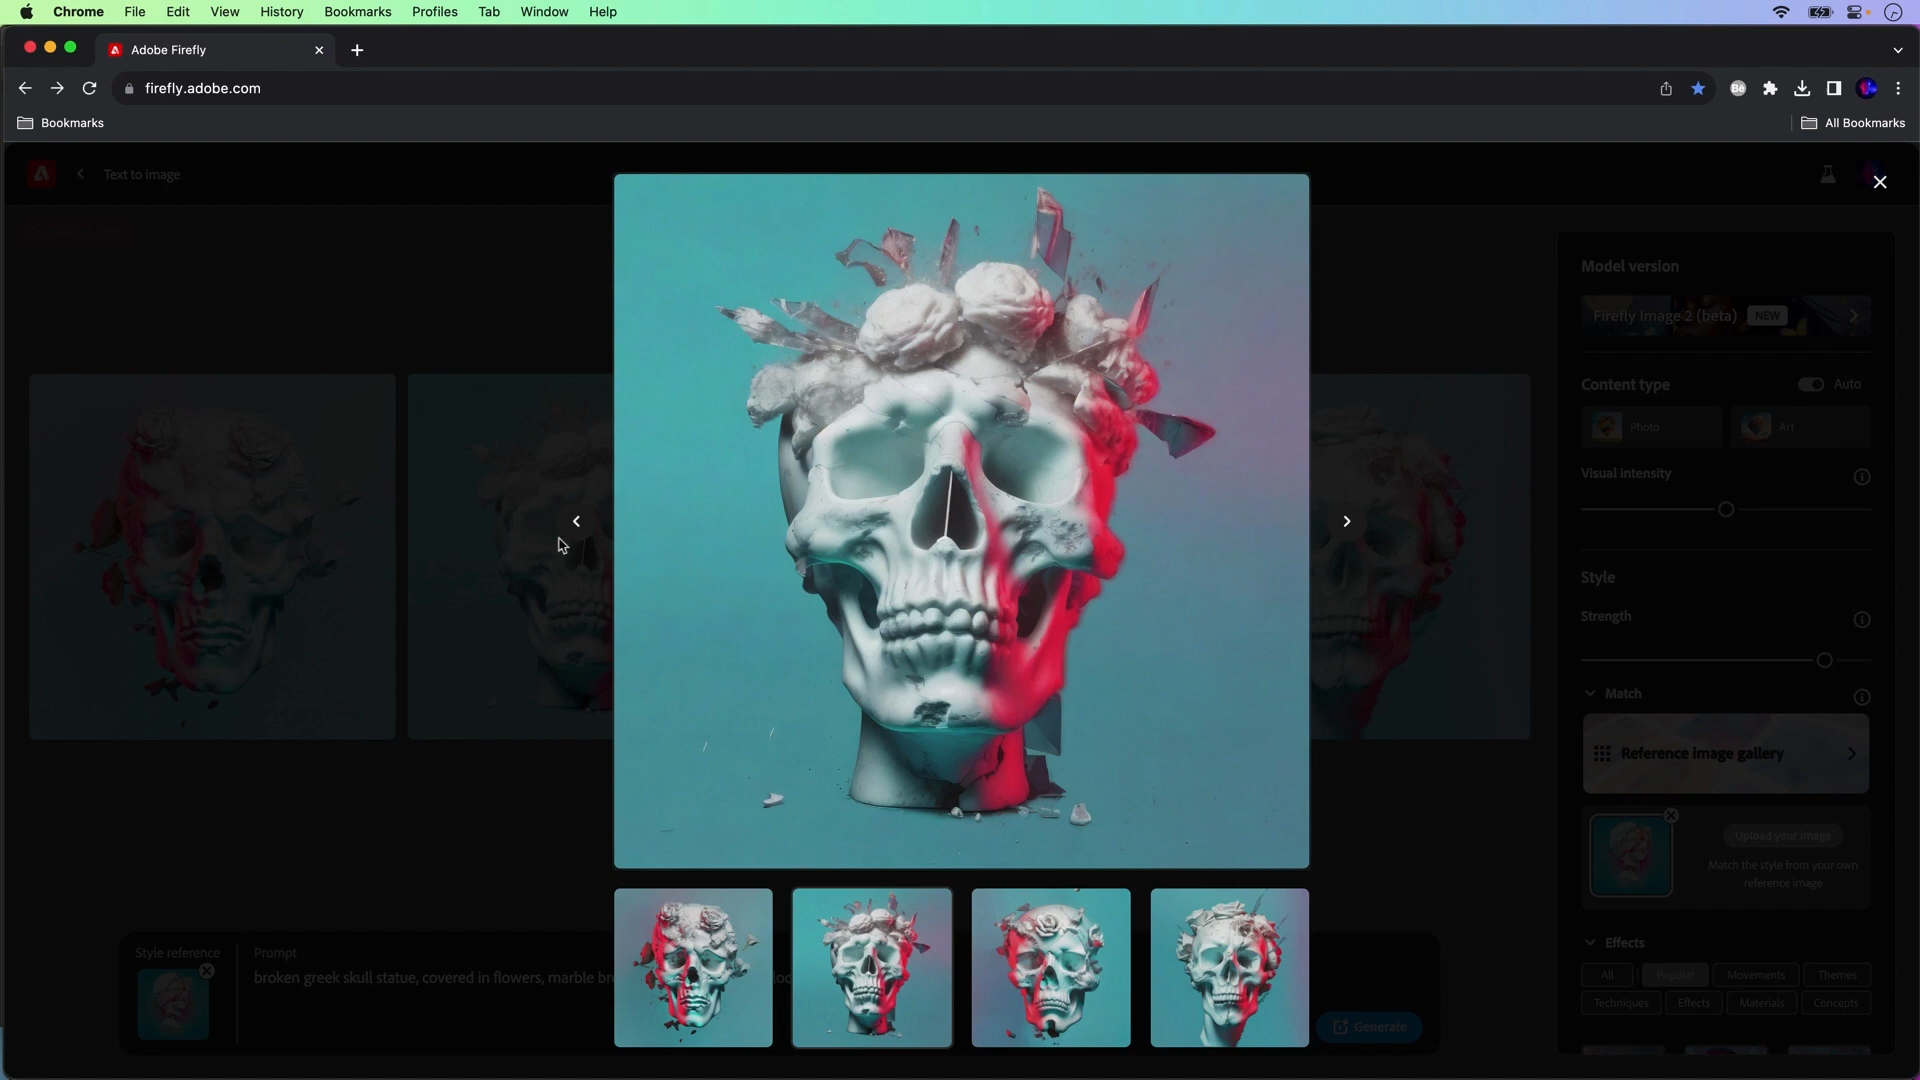 Chrome File Edit View History Bookmarks Profiles Tab Window Help
Adobe Firefly
firefly.adobe.com
Bē
Bookmarks
All Bookmarks
Text to image
Model version
Firefly Image 2 (beta) NEW
Content type
Auto
Photo
Art
Visual intensity
Style
Strength
Match
Reference image gallery
Upload your image
Match the style from your own
reference image
Effects
All Popular Movements Themes
Techniques Effects Materials Concepts
Style reference
Prompt
broken greek skull statue, covered in flowers, marble
Generate